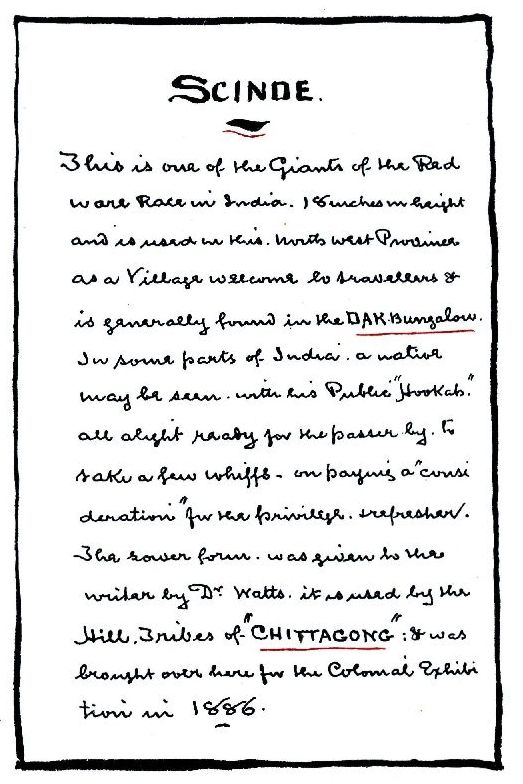 SCINDE.
This is one of the Giants of the Red
ware Race in India. 18 inches in height
and is used in this. North West Province
as a Village welcome to travellers &
is generally found in the DAK Bungalow.
In some parts of India. a native
may be seen. with his Public "Hookah."
all alight ready for the passer by. to
take a few whiffs - on paying a "consi
deration" for the privilege. & refresher.
The lower form. was given to the
writer by Dr Watts. it is used by the
Hill. Tribes of "CHITTAGONG": & was
brought over here for the Colonial Exhibi
tion in 1886.